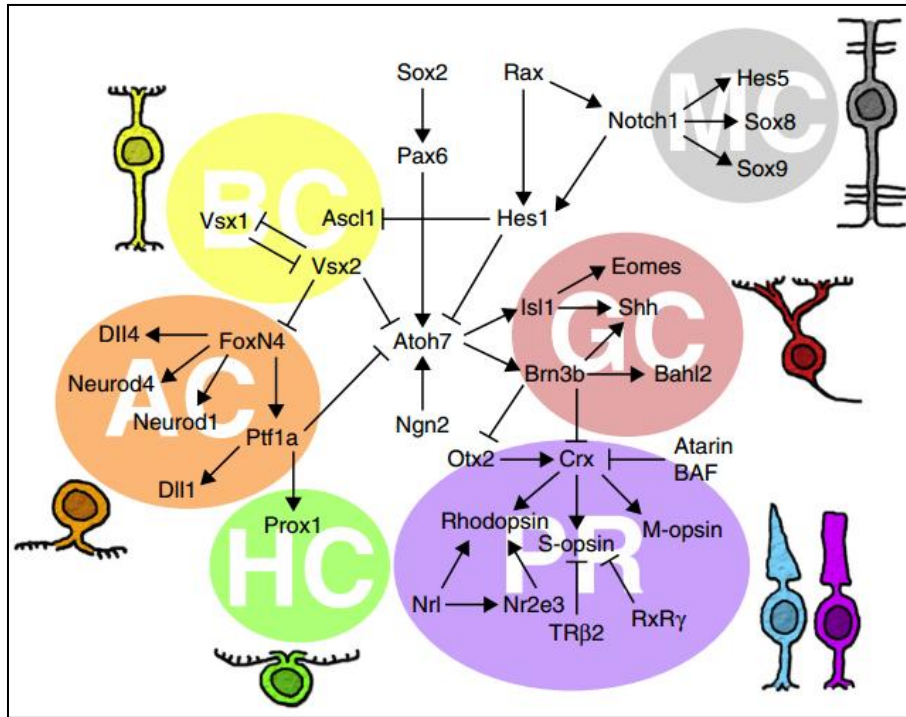 Sox2
Rax
Hes5
Notch1
MC
Sox8
Pax6
Sox9
BC
Vsx1
Ascl1
Hes1
Vsx2
Eomes
Isl1
Shh
GC
Dll4
FoxN4
Atoh7
Neurod4
AC
Brn3b
Bahl2
Neurod1
Ptf1a
Ngn2
Otx2
Crx
Atarin
BAF
Dll1
Prox1
HC
Rhodopsin
M-opsin
S-opsin
PR
Nrl
Nr2e3
RxRγ
TRβ2